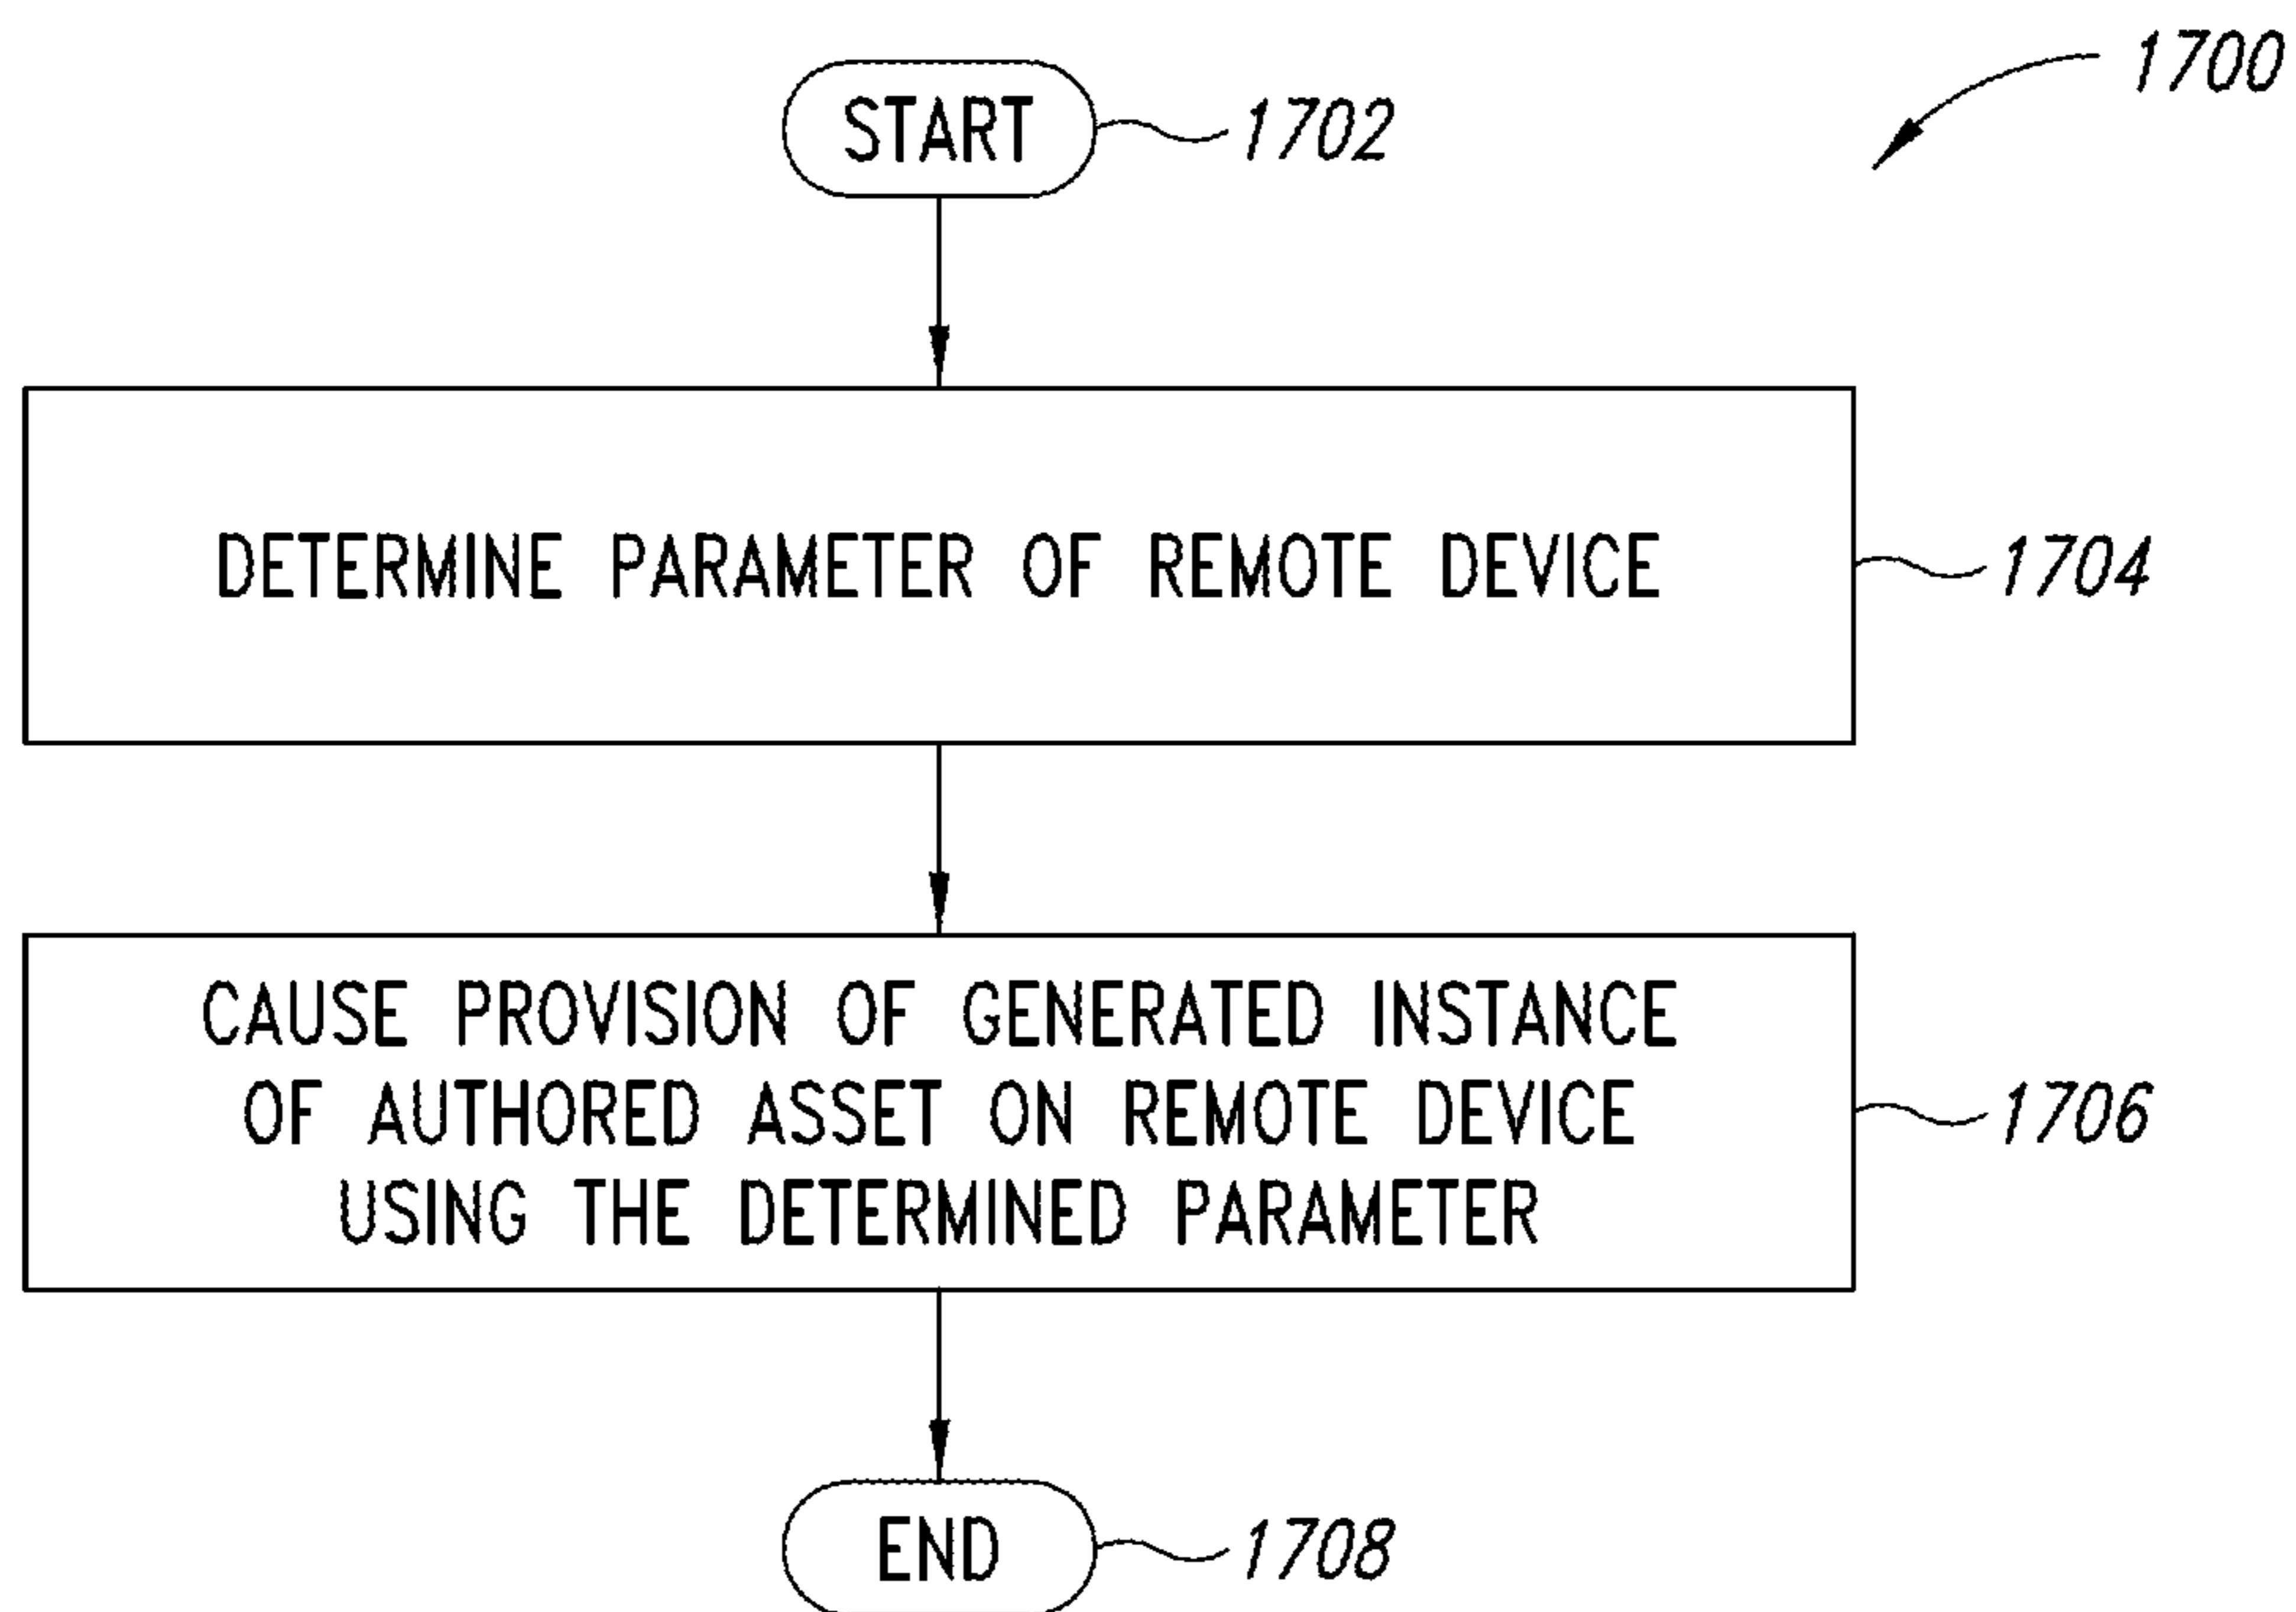 1700
START
1702
DETERMINE PARAMETER OF REMOTE DEVICE
1704
CAUSE PROVISION OF GENERATED INSTANCE
OF AUTHORED ASSET ON REMOTE DEVICE
USING THE DETERMINED PARAMETER
1706
END
1708